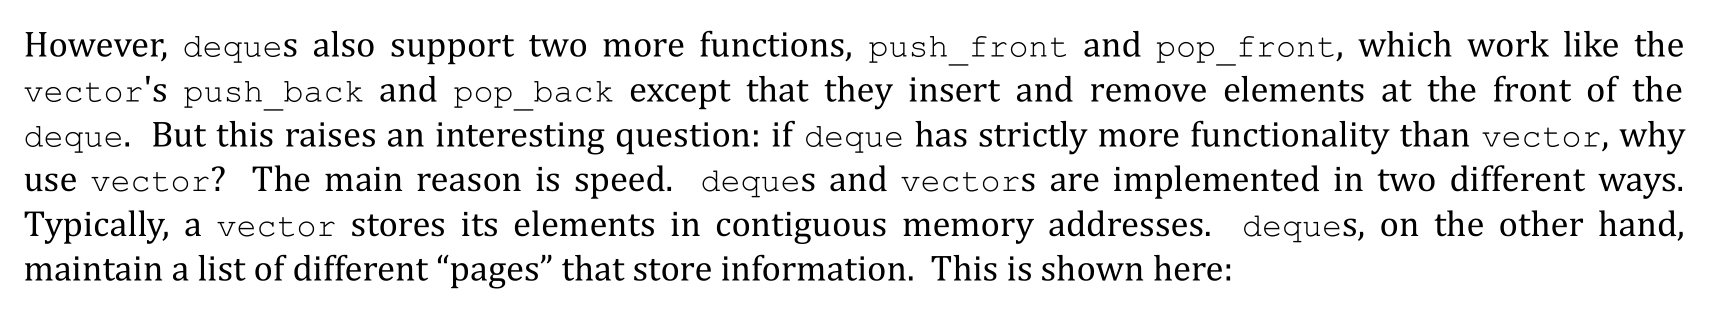 However, deques also support two more functions, push_front and pop_front, which work like the
vector's push_back and pop_back except that they insert and remove elements at the front of the
deque.  But this raises an interesting question: if deque has strictly more functionality than vector, why
use vector?  The main reason is speed.  deques and vectors are implemented in two different ways.
Typically, a vector stores its elements in contiguous memory addresses.  deques, on the other hand,
maintain a list of different “pages” that store information.  This is shown here: